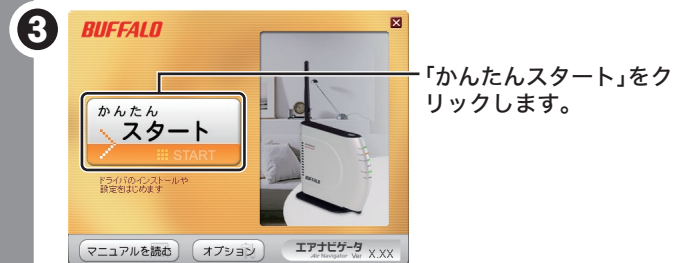 3
BUFFALO
「かんたんスタート」をク
リックします。
かんたん
スタート
START
ドライバのインストールや
設定をはじめます
BUFFALO
マニュアルを読む オプション エアナビゲータ
Air Navigator Ver X.XX